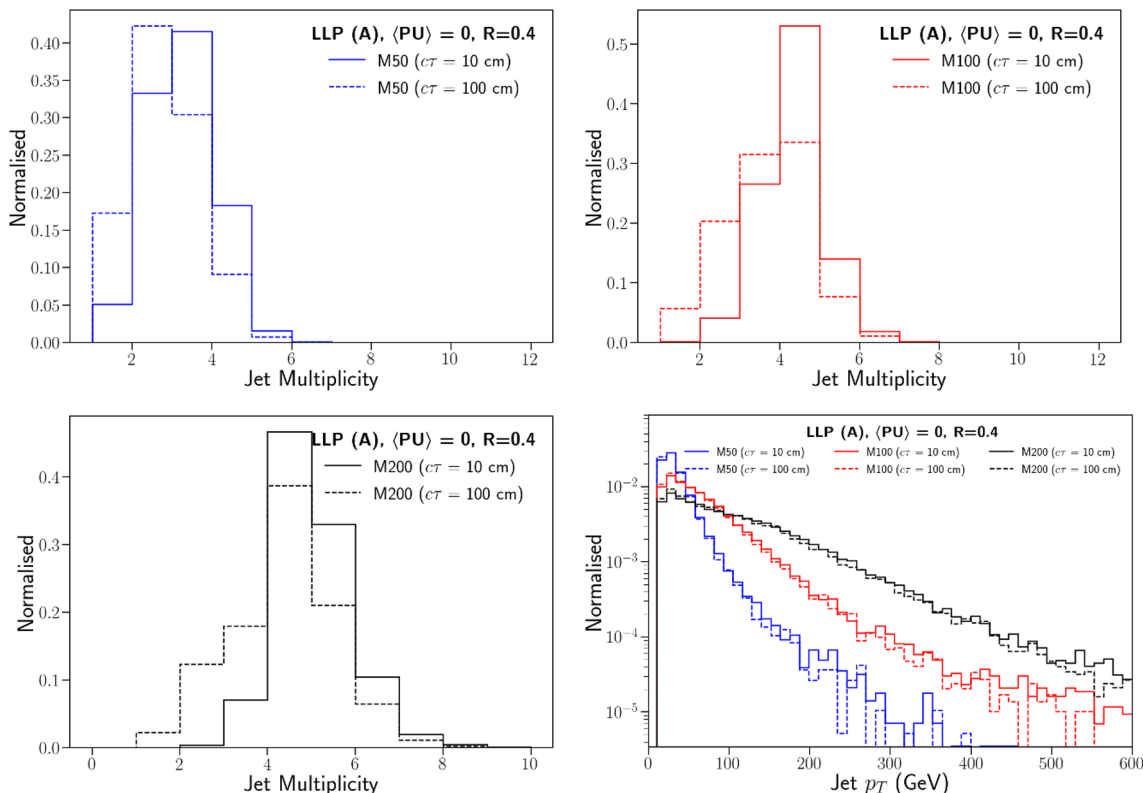 LLP (A), ⟨PU⟩ = 0, R=0.4
M50 (cτ = 10 cm)
M50 (cτ = 100 cm)
Normalised
0.40
0.35
0.30
0.25
0.20
0.15
0.10
0.05
0.00
2 4 6 8 10 12
Jet Multiplicity
LLP (A), ⟨PU⟩ = 0, R=0.4
M100 (cτ = 10 cm)
M100 (cτ = 100 cm)
Normalised
0.5
0.4
0.3
0.2
0.1
0.0
2 4 6 8 10 12
Jet Multiplicity
LLP (A), ⟨PU⟩ = 0, R=0.4
M200 (cτ = 10 cm)
M200 (cτ = 100 cm)
Normalised
0.4
0.3
0.2
0.1
0.0
0 2 4 6 8 10
Jet Multiplicity
LLP (A), ⟨PU⟩ = 0, R=0.4
M50 (cτ = 10 cm) M100 (cτ = 10 cm) M200 (cτ = 10 cm)
M50 (cτ = 100 cm) M100 (cτ = 100 cm) M200 (cτ = 100 cm)
Normalised
10⁻²
10⁻³
10⁻⁴
10⁻⁵
0 100 200 300 400 500 600
Jet p_T (GeV)